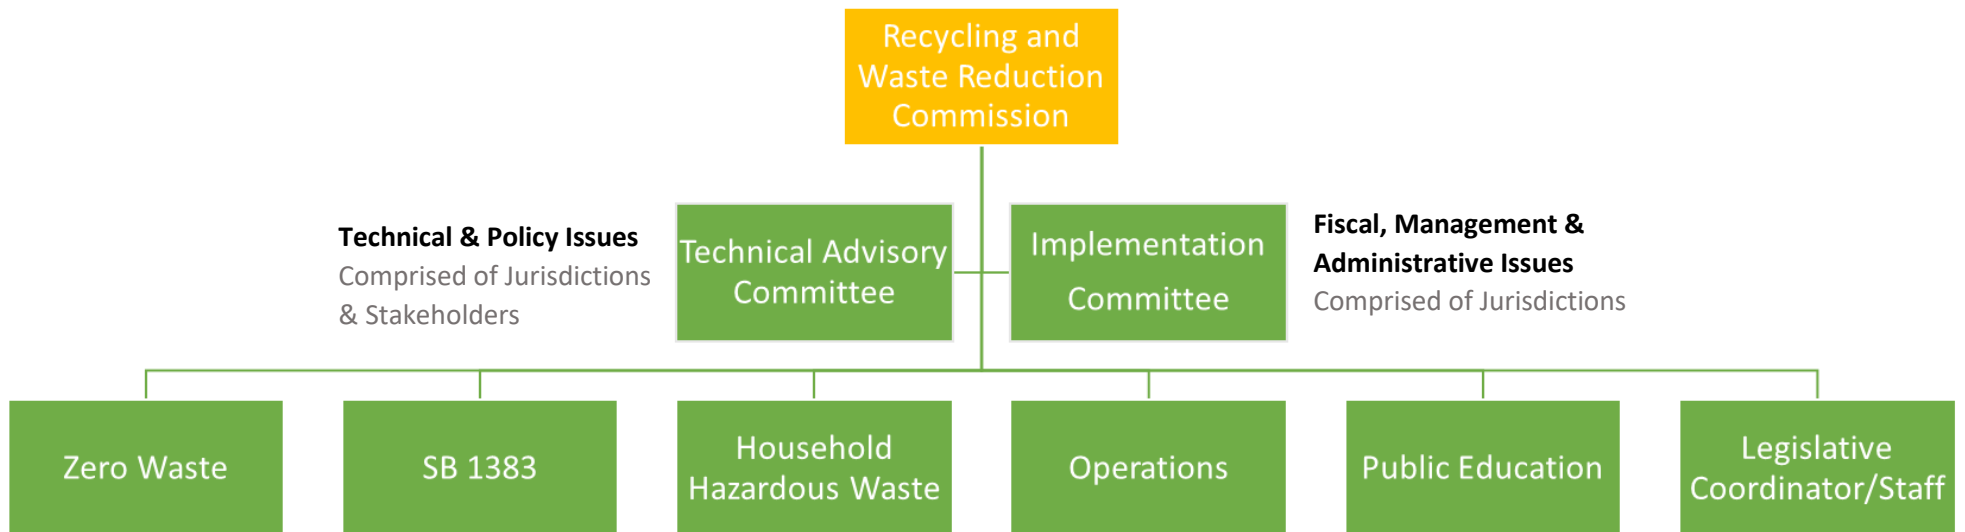 Recycling and
Waste Reduction
Commission
Technical & Policy Issues
Comprised of Jurisdictions
& Stakeholders
Technical Advisory
Committee
Implementation
Committee
Fiscal, Management &
Administrative Issues
Comprised of Jurisdictions
Zero Waste
SB 1383
Household
Hazardous Waste
Operations
Public Education
Legislative
Coordinator/Staff